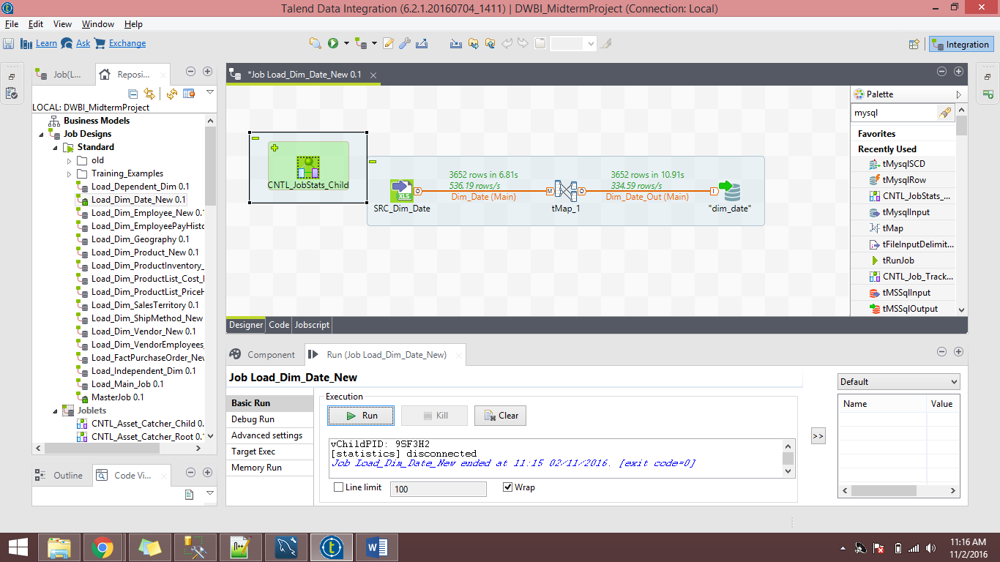 Talend Data Integration (6.2.1.20160704_1411) | DWBI_MidtermProject (Connection: Local)
File Edit View Window Help
Learn Ask Exchange
Integration
Job(L...
Reposi...
LOCAL: DWBI_MidtermProject
Business Models
Job Designs
Standard
old
Training_Examples
Load_Dependent_Dim 0.1
Load_Dim_Date_New 0.1
Load_Dim_Employee_New 0.1
Load_Dim_EmployeePayHisto
Load_Dim_Geography 0.1
Load_Dim_Product_New 0.1
Load_Dim_ProductInventory_
Load_Dim_ProductList_Cost_
Load_Dim_ProductList_PriceH
Load_Dim_SalesTerritory 0.1
Load_Dim_ShipMethod_New
Load_Dim_Vendor_New 0.1
Load_Dim_VendorEmployees_
Load_FactPurchaseOrder_New
Load_Independent_Dim 0.1
Load_Main_Job 0.1
MasterJob 0.1
Joblets
CNTL_Asset_Catcher_Child 0.
CNTL_Asset_Catcher_Root 0.1
Outline
Code Vi...
*Job Load_Dim_Date_New 0.1
CNTL_JobStats_Child
XLS
SRC_Dim_Date
O
3652 rows in 6.81s
536.19 rows/s
Dim_Date (Main)
M
O
tMap_1
3652 rows in 10.91s
334.59 rows/s
Dim_Date_Out (Main)
I
"dim_date"
Designer Code Jobscript
Palette
mysql
Favorites
Recently Used
tMysqlSCD
tMysqlRow
CNTL_JobStats_...
tMysqlInput
tMap
tFileInputDelimit...
tRunJob
CNTL_Job_Track...
tMSSqlInput
tMSSqlOutput
Component
Run (Job Load_Dim_Date_New)
Job Load_Dim_Date_New
Basic Run
Debug Run
Advanced settings
Target Exec
Memory Run
Execution
Run
Kill
Clear
vChildPID: 9SF3H2
[statistics] disconnected
Job Load_Dim_Date_New ended at 11:15 02/11/2016. [exit code=0]
Line limit
100
Wrap
>>
Default
Name Value
11:16 AM
11/2/2016